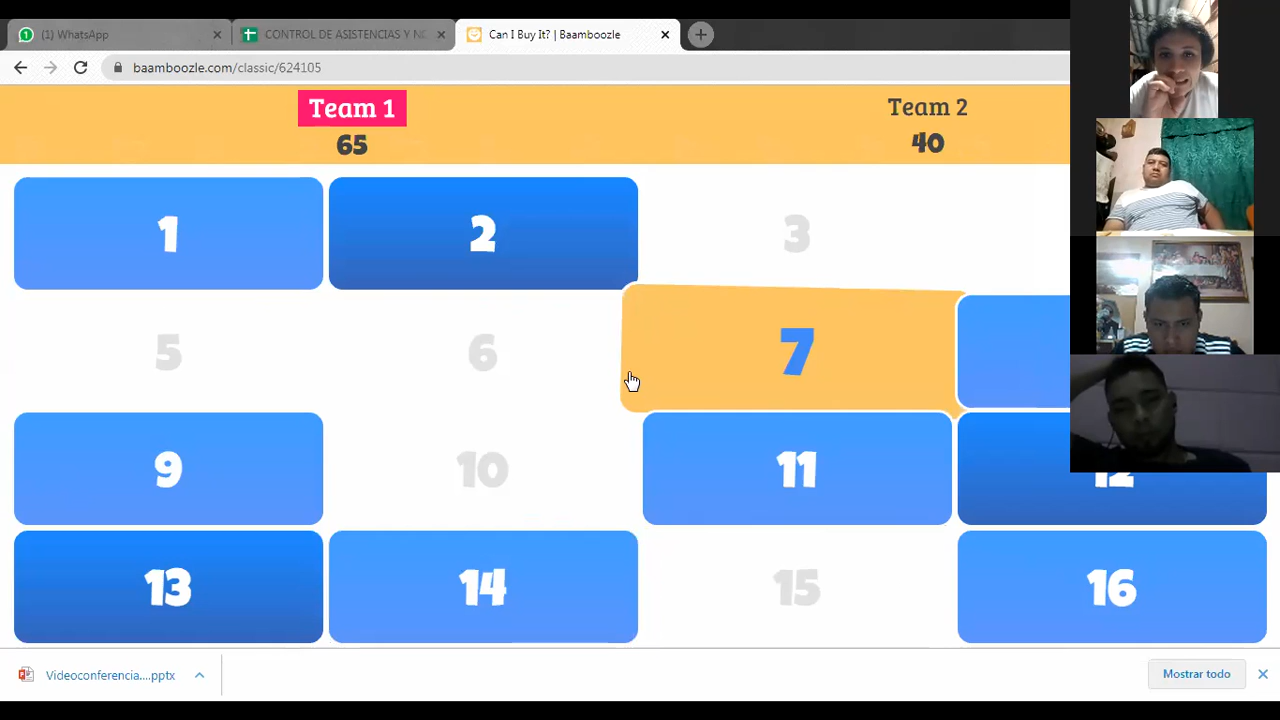 (1) WhatsApp
CONTROL DE ASISTENCIAS Y NO
Can I Buy It? | Baamboozle
baamboozle.com/classic/624105
Team 1
65
Team 2
40
1
2
3
5
6
7
9
10
11
12
13
14
15
16
Videoconferencia....pptx
Mostrar todo